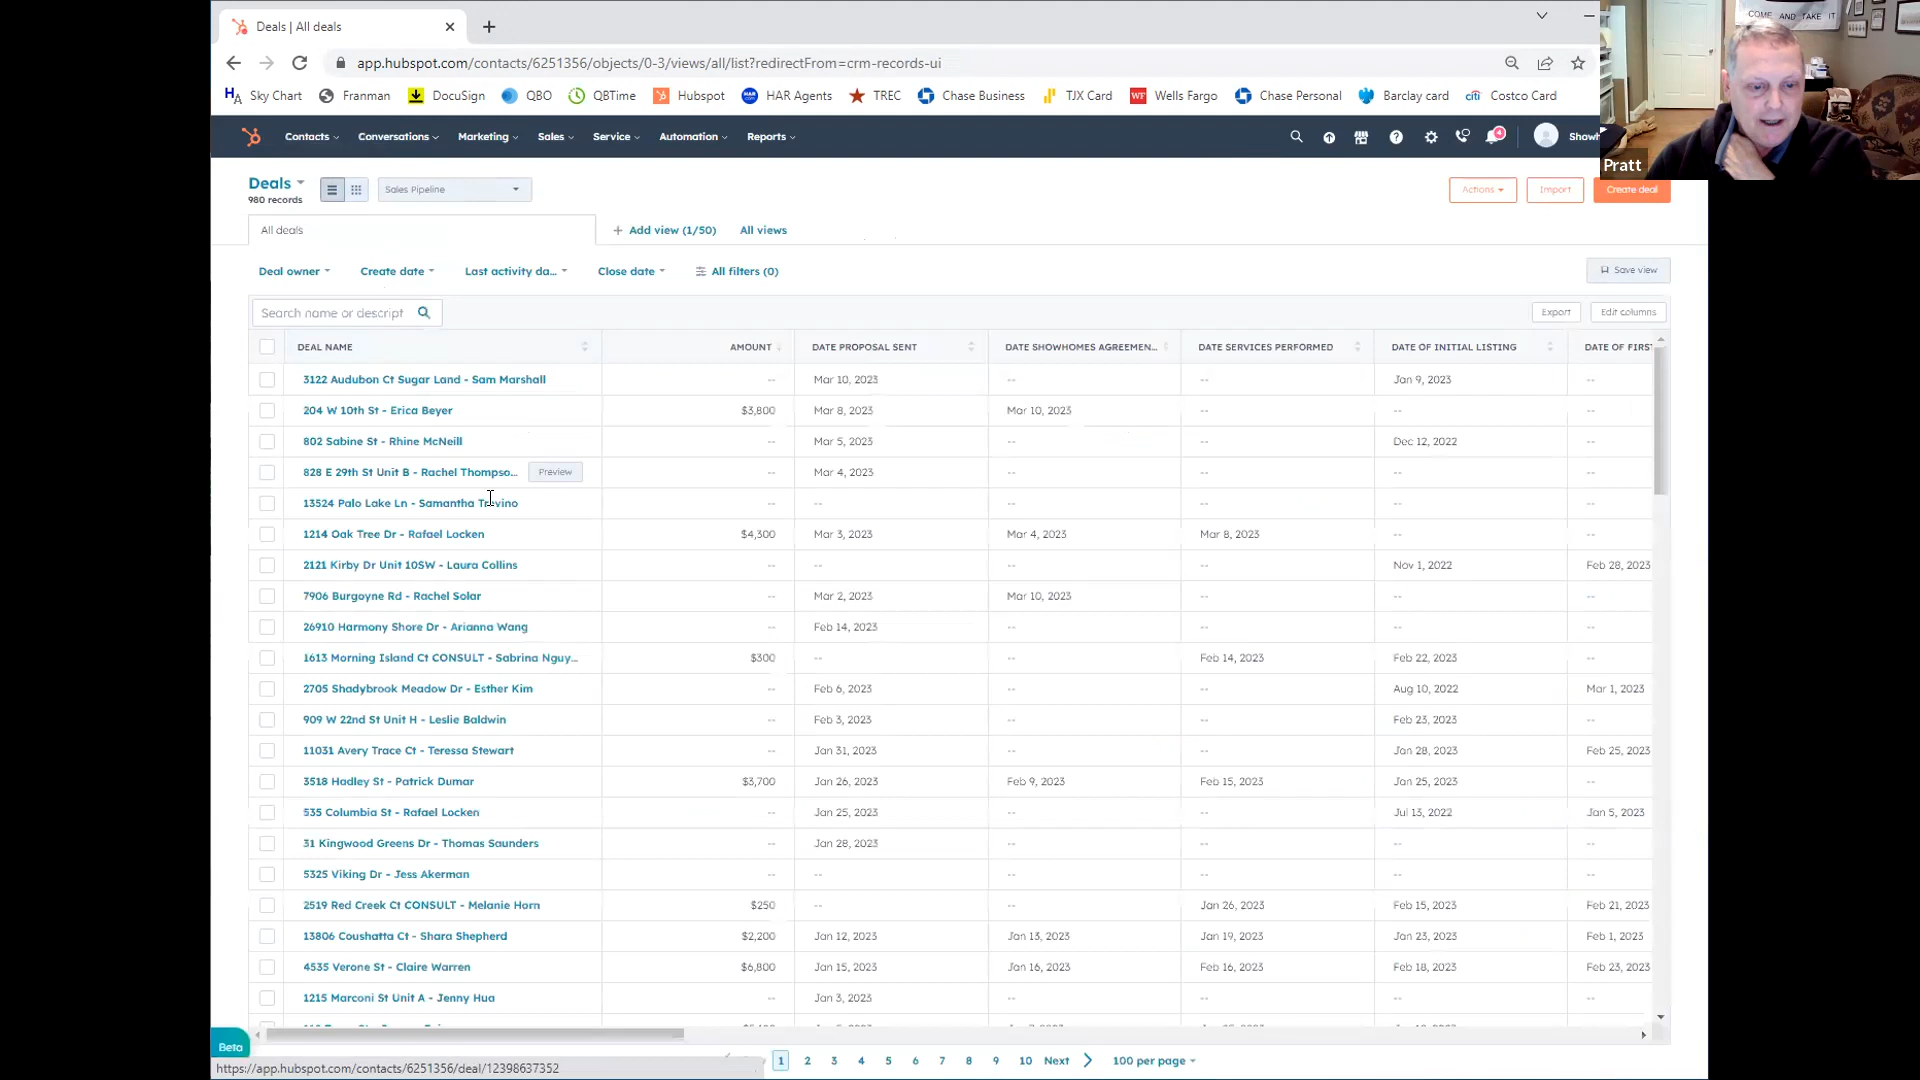 Deals | All deals
app.hubspot.com/contacts/6251356/objects/0-3/views/all/list?redirectFrom=crm-records-ui
Sky Chart Franman DocuSign QBO QBTime Hubspot HAR Agents TREC Chase Business TJX Card Wells Fargo Chase Personal Barclay card Costco Card
COME AND TAKE IT
Pratt
Contacts Conversations Marketing Sales Service Automation Reports 4
Deals Sales Pipeline Actions Import Create deal
980 records
All deals + Add view (1/50) All views
Deal owner Create date Last activity da... Close date All filters (0) Save view
Search name or descript Export Edit columns
DEAL NAME AMOUNT DATE PROPOSAL SENT DATE SHOWHOMES AGREEMEN... DATE SERVICES PERFORMED DATE OF INITIAL LISTING
3122 Audubon Ct Sugar Land - Sam Marshall -- Mar 10, 2023 -- -- Jan 9, 2023 --
204 W 10th St - Erica Beyer $3,800 Mar 8, 2023 Mar 10, 2023 -- -- --
802 Sabine St - Rhine McNeill -- Mar 5, 2023 -- -- Dec 12, 2022 --
828 E 29th St Unit B - Rachel Thompso... Preview -- Mar 4, 2023 -- -- -- --
13524 Palo Lake Ln - Samantha Trevino -- -- -- -- -- --
1214 Oak Tree Dr - Rafael Locken $4,300 Mar 3, 2023 Mar 4, 2023 Mar 8, 2023 -- --
2121 Kirby Dr Unit 10SW - Laura Collins -- -- -- -- Nov 1, 2022 Feb 28, 2023
7906 Burgoyne Rd - Rachel Solar -- Mar 2, 2023 Mar 10, 2023 -- -- --
26910 Harmony Shore Dr - Arianna Wang -- Feb 14, 2023 -- -- -- --
1613 Morning Island Ct CONSULT - Sabrina Nguy... $300 -- -- Feb 14, 2023 Feb 22, 2023 --
2705 Shadybrook Meadow Dr - Esther Kim -- Feb 6, 2023 -- -- Aug 10, 2022 Mar 1, 2023
909 W 22nd St Unit H - Leslie Baldwin -- Feb 3, 2023 -- -- Feb 23, 2023 --
11031 Avery Trace Ct - Teressa Stewart -- Jan 31, 2023 -- -- Jan 28, 2023 Feb 25, 2023
3518 Hadley St - Patrick Dumar $3,700 Jan 26, 2023 Feb 9, 2023 Feb 15, 2023 Jan 25, 2023 --
535 Columbia St - Rafael Locken -- Jan 25, 2023 -- -- Jul 13, 2022 Jan 5, 2023
31 Kingwood Greens Dr - Thomas Saunders -- Jan 28, 2023 -- -- -- --
5325 Viking Dr - Jess Akerman -- -- -- -- -- --
2519 Red Creek Ct CONSULT - Melanie Horn $250 -- -- Jan 26, 2023 Feb 15, 2023 Feb 21, 2023
13806 Coushatta Ct - Shara Shepherd $2,200 Jan 12, 2023 Jan 13, 2023 Jan 19, 2023 Jan 23, 2023 Feb 1, 2023
4535 Verone St - Claire Warren $6,800 Jan 15, 2023 Jan 16, 2023 Feb 16, 2023 Feb 18, 2023 Feb 23, 2023
1215 Marconi St Unit A - Jenny Hua -- Jan 3, 2023 -- -- -- --
Beta
1 2 3 4 5 6 7 8 9 10 Next 100 per page
https://app.hubspot.com/contacts/6251356/deal/12398637352